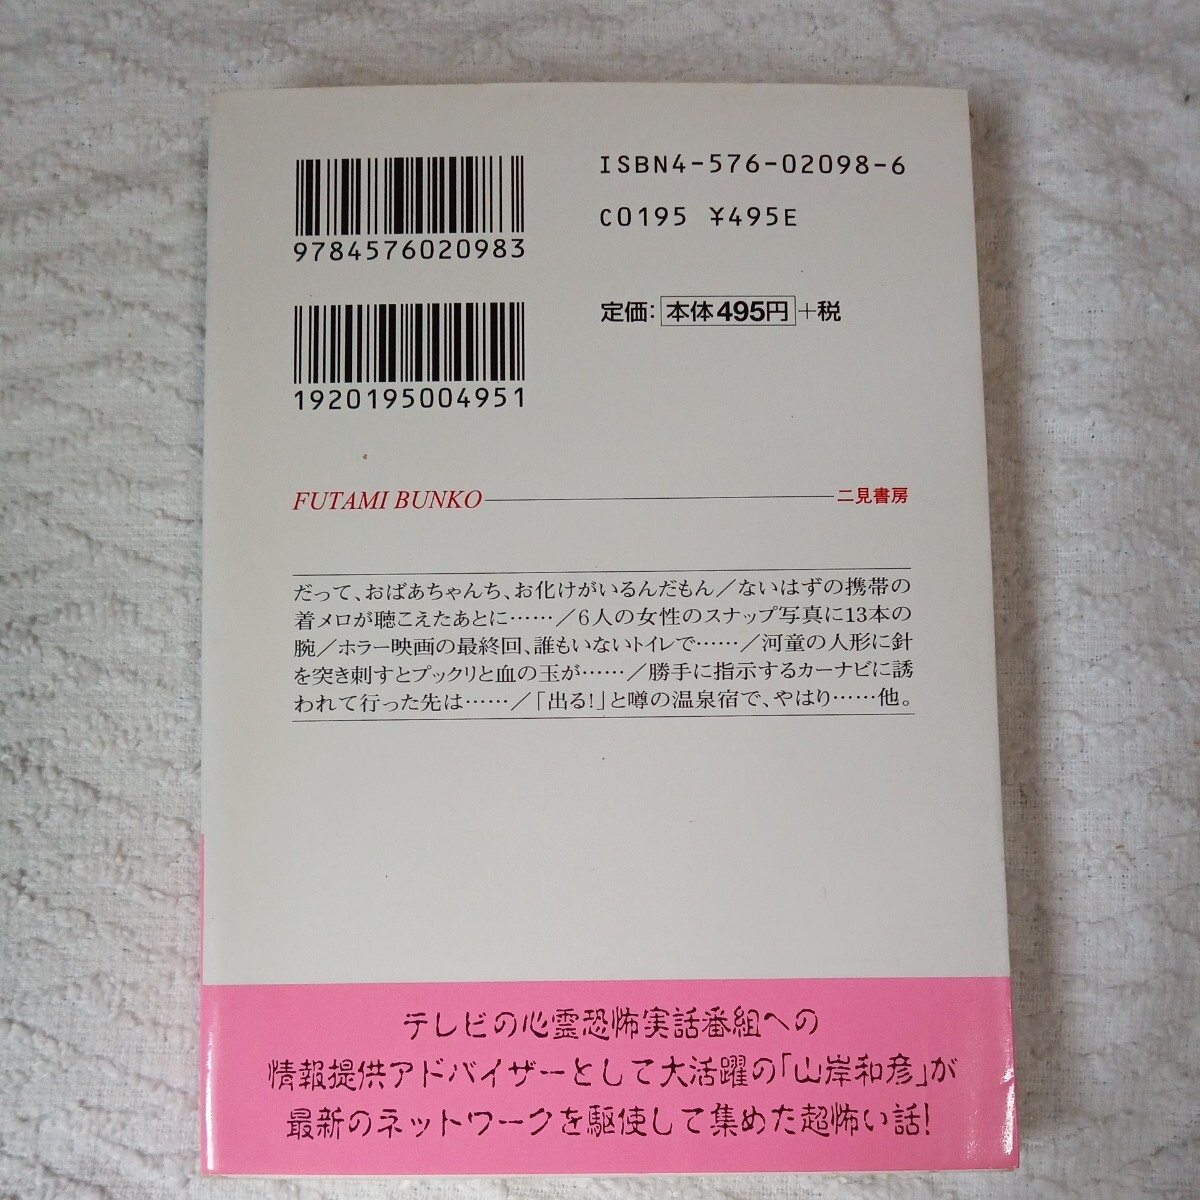 ISBN4-576-02098-6
C0195 ¥495E
9784576020983
定価：本体495円+税
1920195004951
FUTAMI BUNKO 二見書房
だって、おばあちゃんち、お化けがいるんだもん／ないはずの携帯の
着メロが聴こえたあとに……／6人の女性のスナップ写真に13本の
腕／ホラー映画の最終回、誰もいないトイレで……／河童の人形に針
を突き刺すとプックリと血の玉が……／勝手に指示するカーナビに誘
われて行った先は……／「出る!」と噂の温泉宿で、やはり……他。
テレビの心霊恐怖実話番組への
情報提供アドバイザーとして大活躍の「山岸和彦」が
最新のネットワークを駆使して集めた超怖い話!